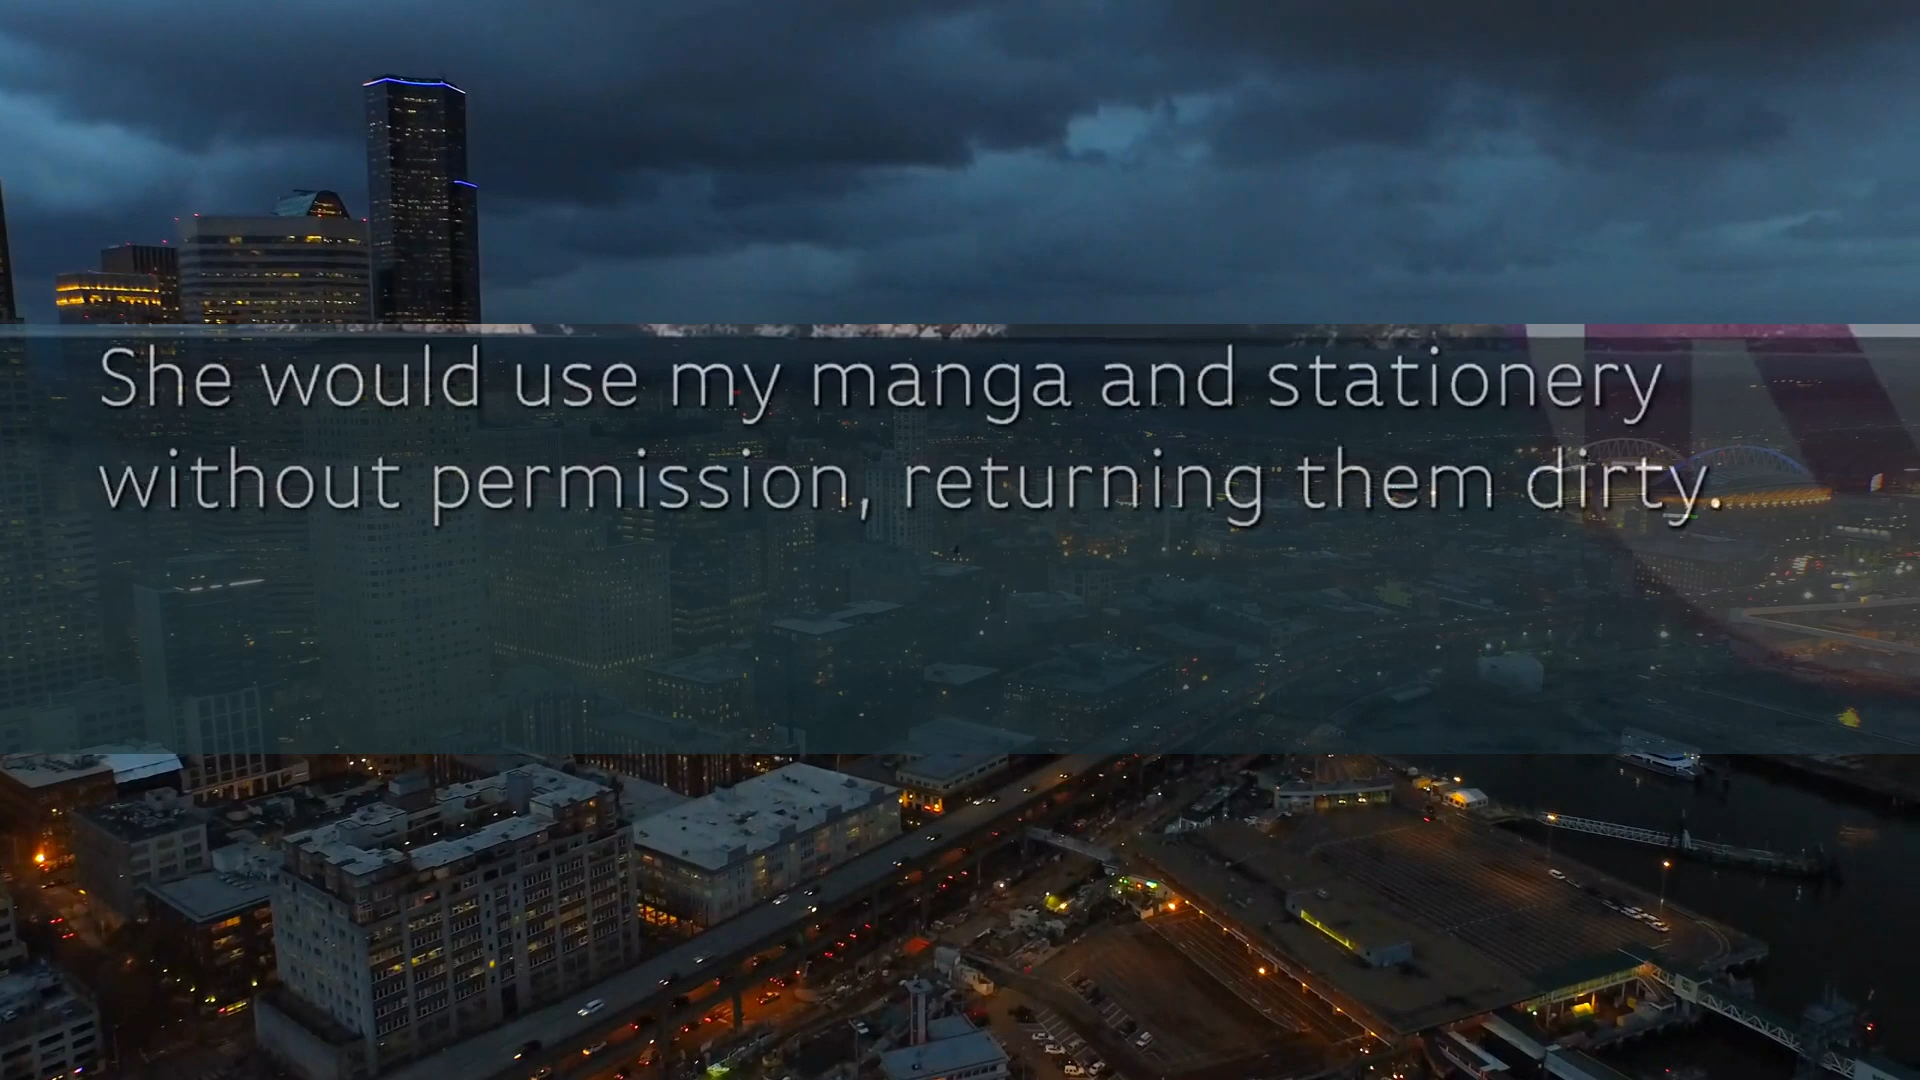 She would use my manga and stationery
without permission, returning them dirty.